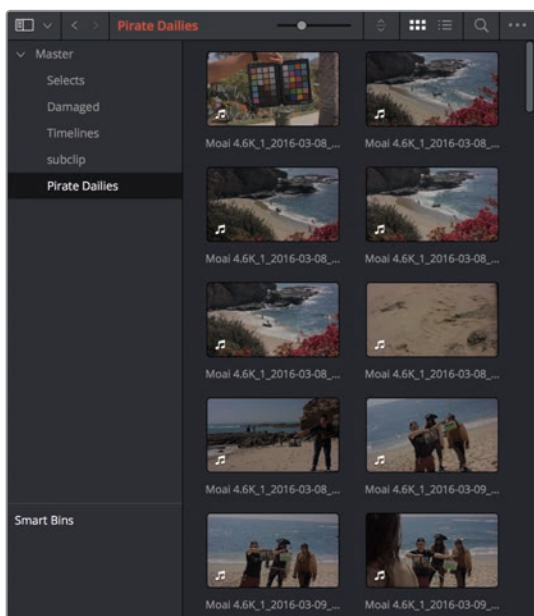 Pirate Dailies
Master
Selects
Damaged
Timelines
subclip
Pirate Dailies
Smart Bins
Moai 4.6K_1_2016-03-08_...
Moai 4.6K_1_2016-03-08_...
Moai 4.6K_1_2016-03-08_...
Moai 4.6K_1_2016-03-08_...
Moai 4.6K_1_2016-03-08_...
Moai 4.6K_1_2016-03-08_...
Moai 4.6K_1_2016-03-08_...
Moai 4.6K_1_2016-03-09_...
Moai 4.6K_1_2016-03-09_...
Moai 4.6K_1_2016-03-09_...